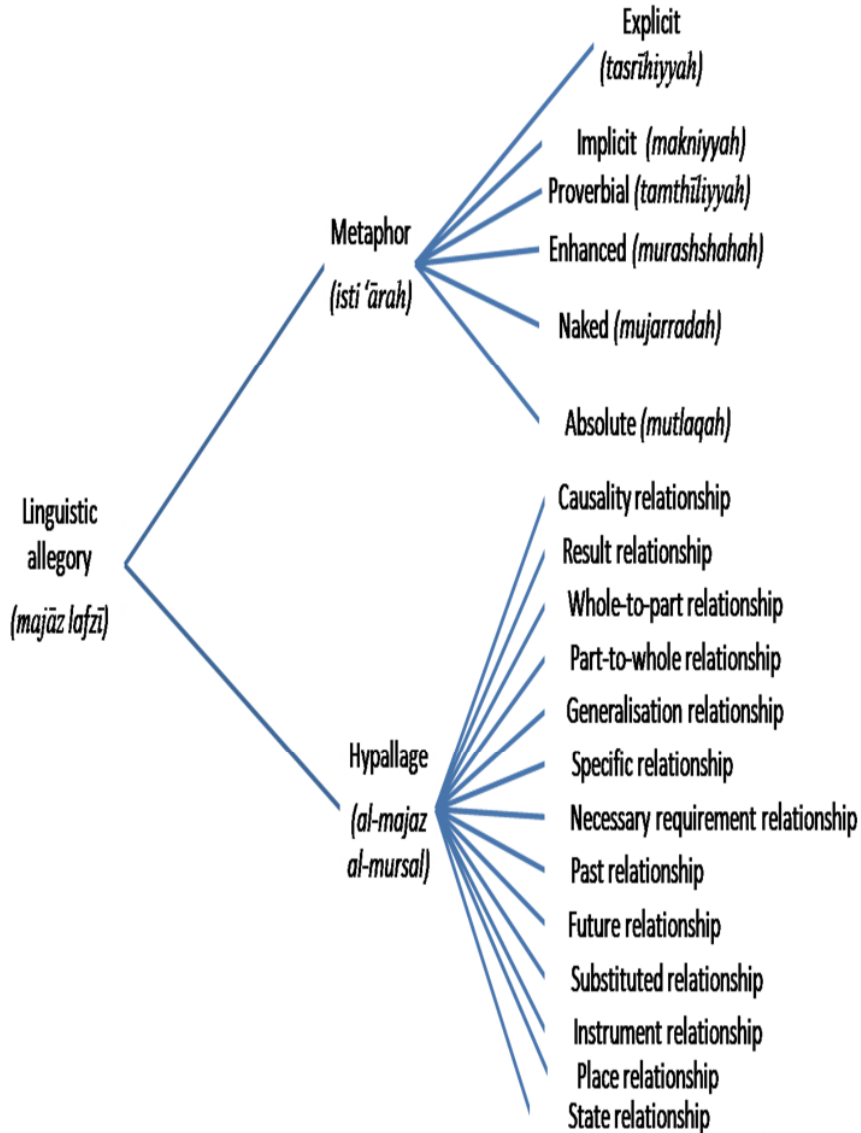 Explicit
(tasrīhiyyah)
Implicit (makniyyah)
Proverbial (tamthīliyyah)
Metaphor
(isti ‘ārah)
Enhanced (murashshahah)
Naked (mujarradah)
Absolute (mutlaqah)
Linguistic
allegory
(majāz lafzī)
Causality relationship
Result relationship
Whole-to-part relationship
Part-to-whole relationship
Generalisation relationship
Hypallage
(al-majaz
al-mursal)
Specific relationship
Necessary requirement relationship
Past relationship
Future relationship
Substituted relationship
Instrument relationship
Place relationship
State relationship